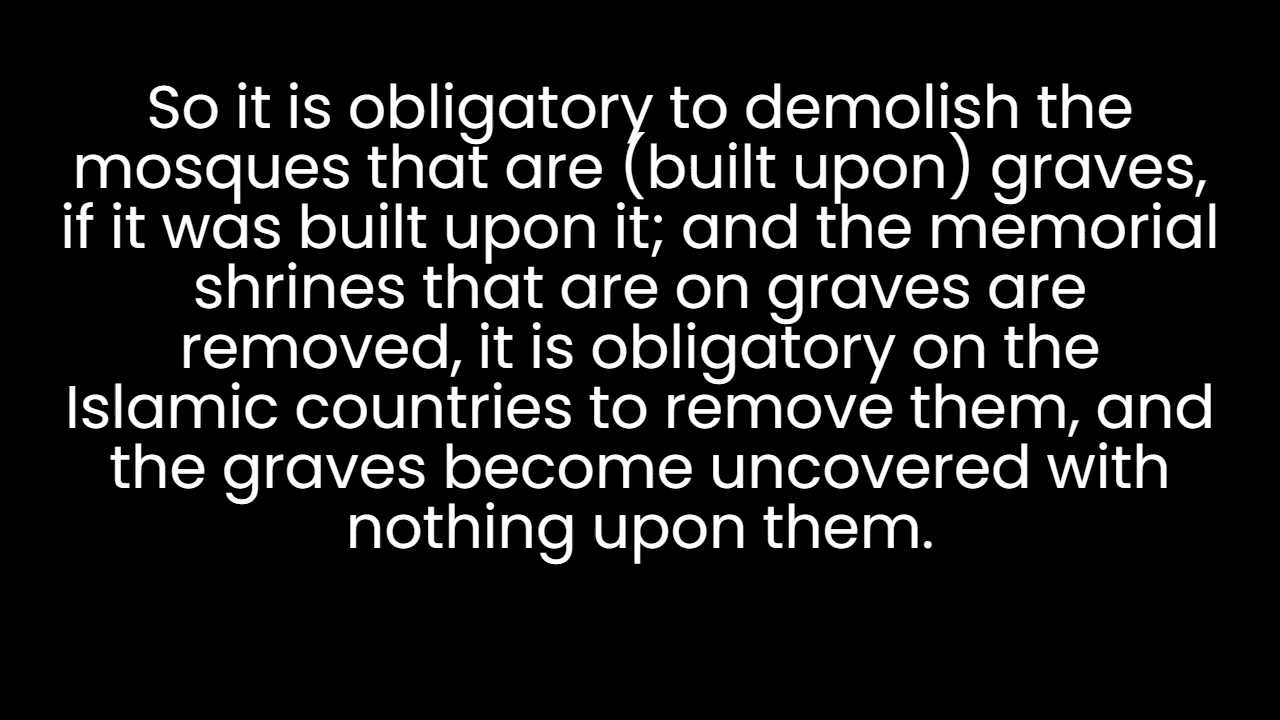 So it is obligatory to demolish the
mosques that are (built upon) graves,
if it was built upon it; and the memorial
shrines that are on graves are
removed, it is obligatory on the
Islamic countries to remove them, and
the graves become uncovered with
nothing upon them.